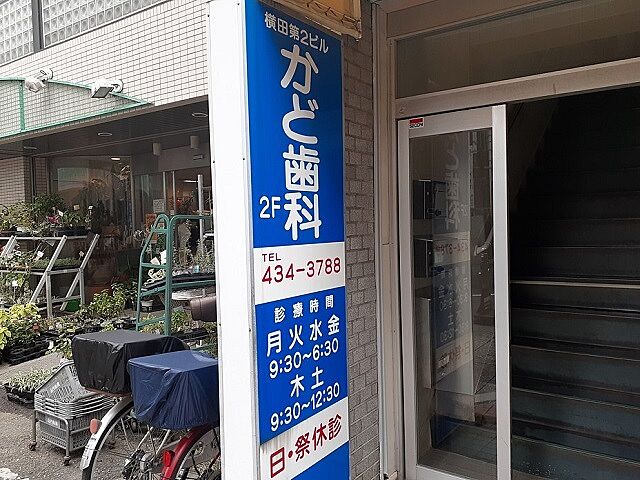 横田第2ビル
かど歯科
2F
TEL
434-3788
診療時間
月火水金
9:30~6:30
木土
9:30~12:30
日・祭休診